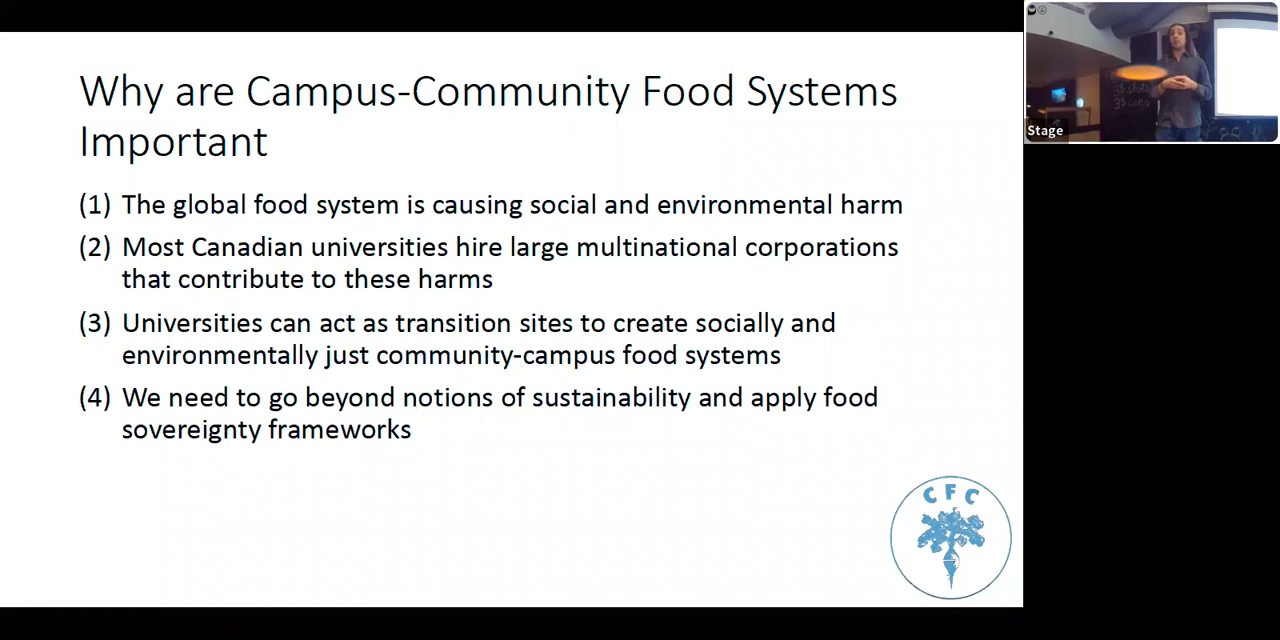 Why are Campus-Community Food Systems
Important
(1) The global food system is causing social and environmental harm
(2) Most Canadian universities hire large multinational corporations
that contribute to these harms
(3) Universities can act as transition sites to create socially and
environmentally just community-campus food systems
(4) We need to go beyond notions of sustainability and apply food
sovereignty frameworks
CFC
Stage